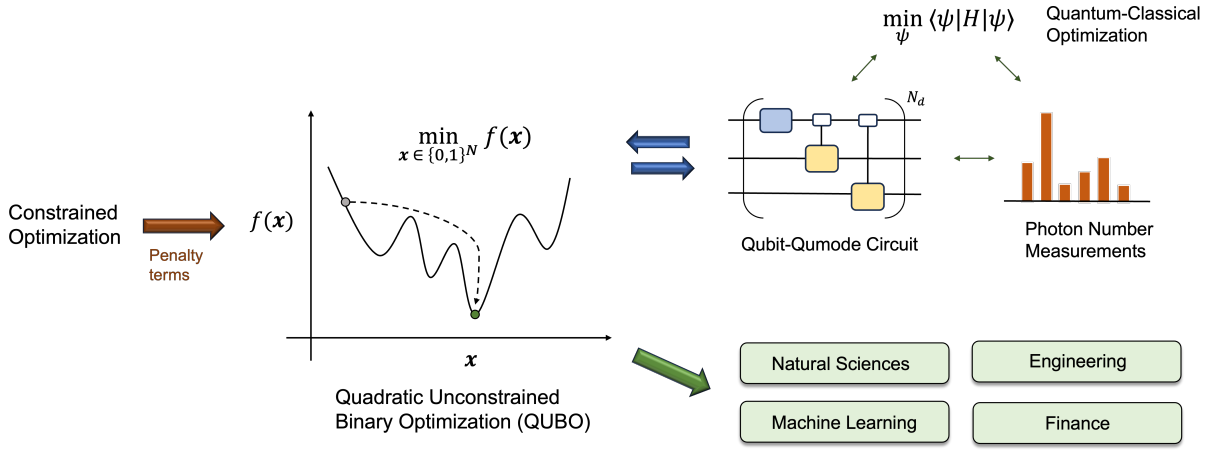 Constrained
Optimization
Penalty
terms
f(x)
min f(x)
x ∈ {0,1}^N
x
Quadratic Unconstrained
Binary Optimization (QUBO)
min ⟨ψ|H|ψ⟩
ψ
Quantum-Classical
Optimization
N_d
Qubit-Qumode Circuit
Photon Number
Measurements
Natural Sciences
Engineering
Machine Learning
Finance